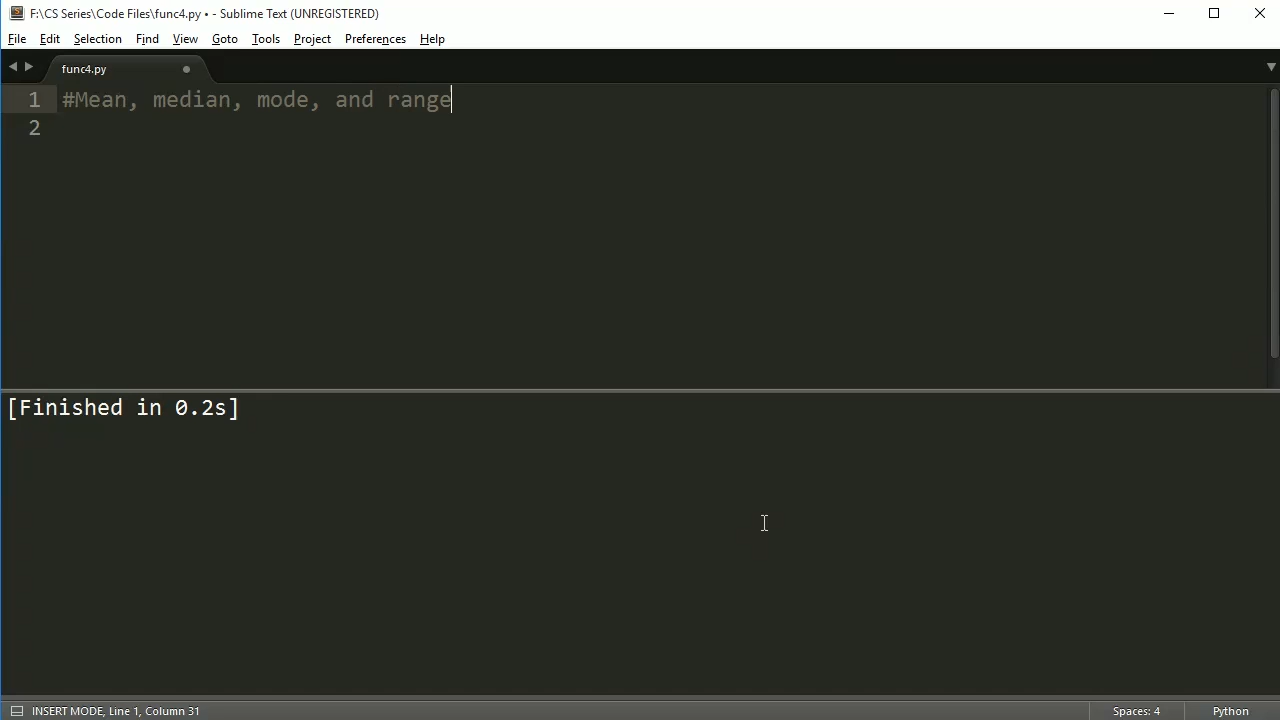 F:\CS Series\Code Files\func4.py • - Sublime Text (UNREGISTERED)
File Edit Selection Find View Goto Tools Project Preferences Help
func4.py
1 #Mean, median, mode, and range
2
[Finished in 0.2s]
INSERT MODE, Line 1, Column 31 Spaces: 4 Python